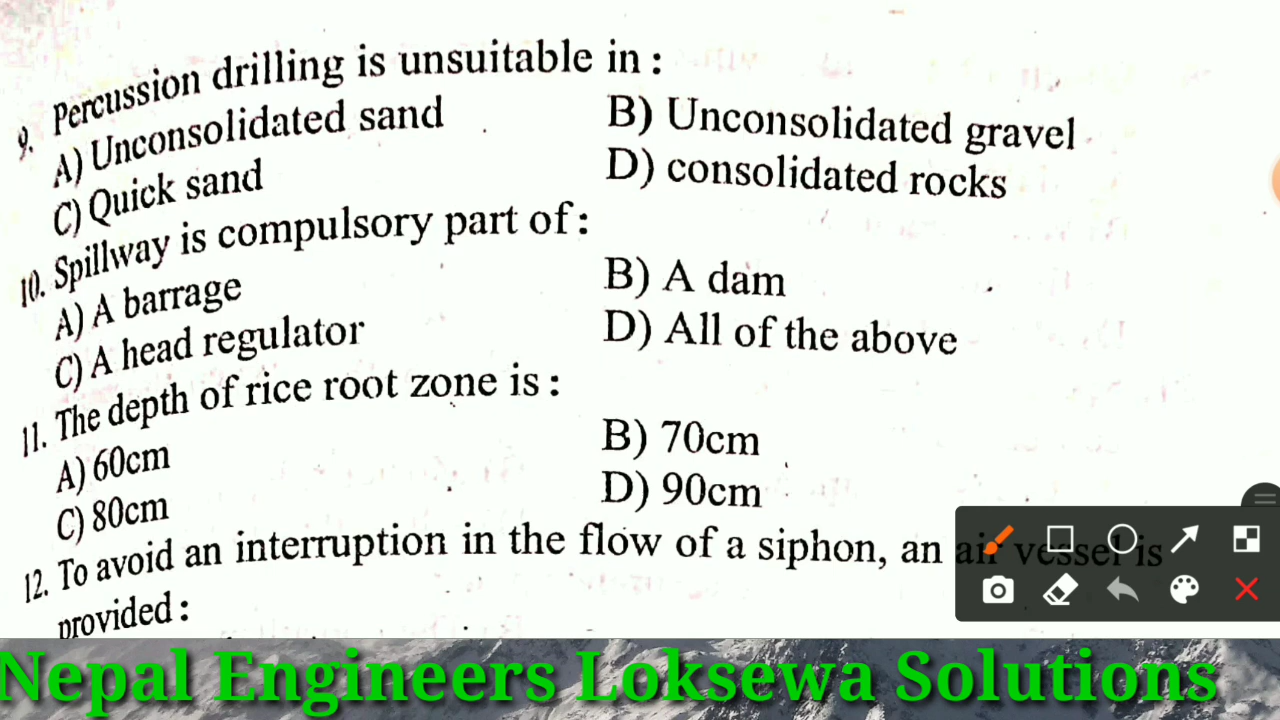 9. Percussion drilling is unsuitable in :
A) Unconsolidated sand B) Unconsolidated gravel
C) Quick sand D) consolidated rocks
10. Spillway is compulsory part of :
A) A barrage B) A dam
C) A head regulator D) All of the above
11. The depth of rice root zone is :
A) 60cm B) 70cm
C) 80cm D) 90cm
12. To avoid an interruption in the flow of a siphon, an air vessel is
provided :
Nepal Engineers Loksewa Solutions